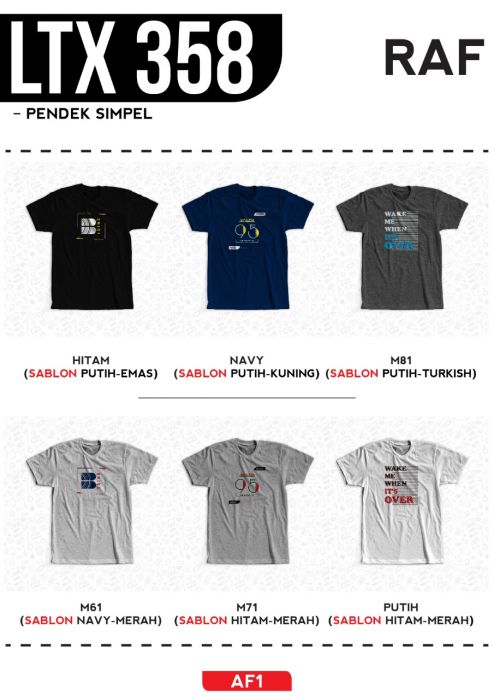 LTX 358
RAF
– PENDEK SIMPEL
95
WAKE
ME
WHEN
IT'S
OVER
HITAM
(SABLON PUTIH-EMAS)
NAVY
(SABLON PUTIH-KUNING)
M81
(SABLON PUTIH-TURKISH)
95
WAKE
ME
WHEN
IT'S
OVER
M61
(SABLON NAVY-MERAH)
M71
(SABLON HITAM-MERAH)
PUTIH
(SABLON HITAM-MERAH)
AF1